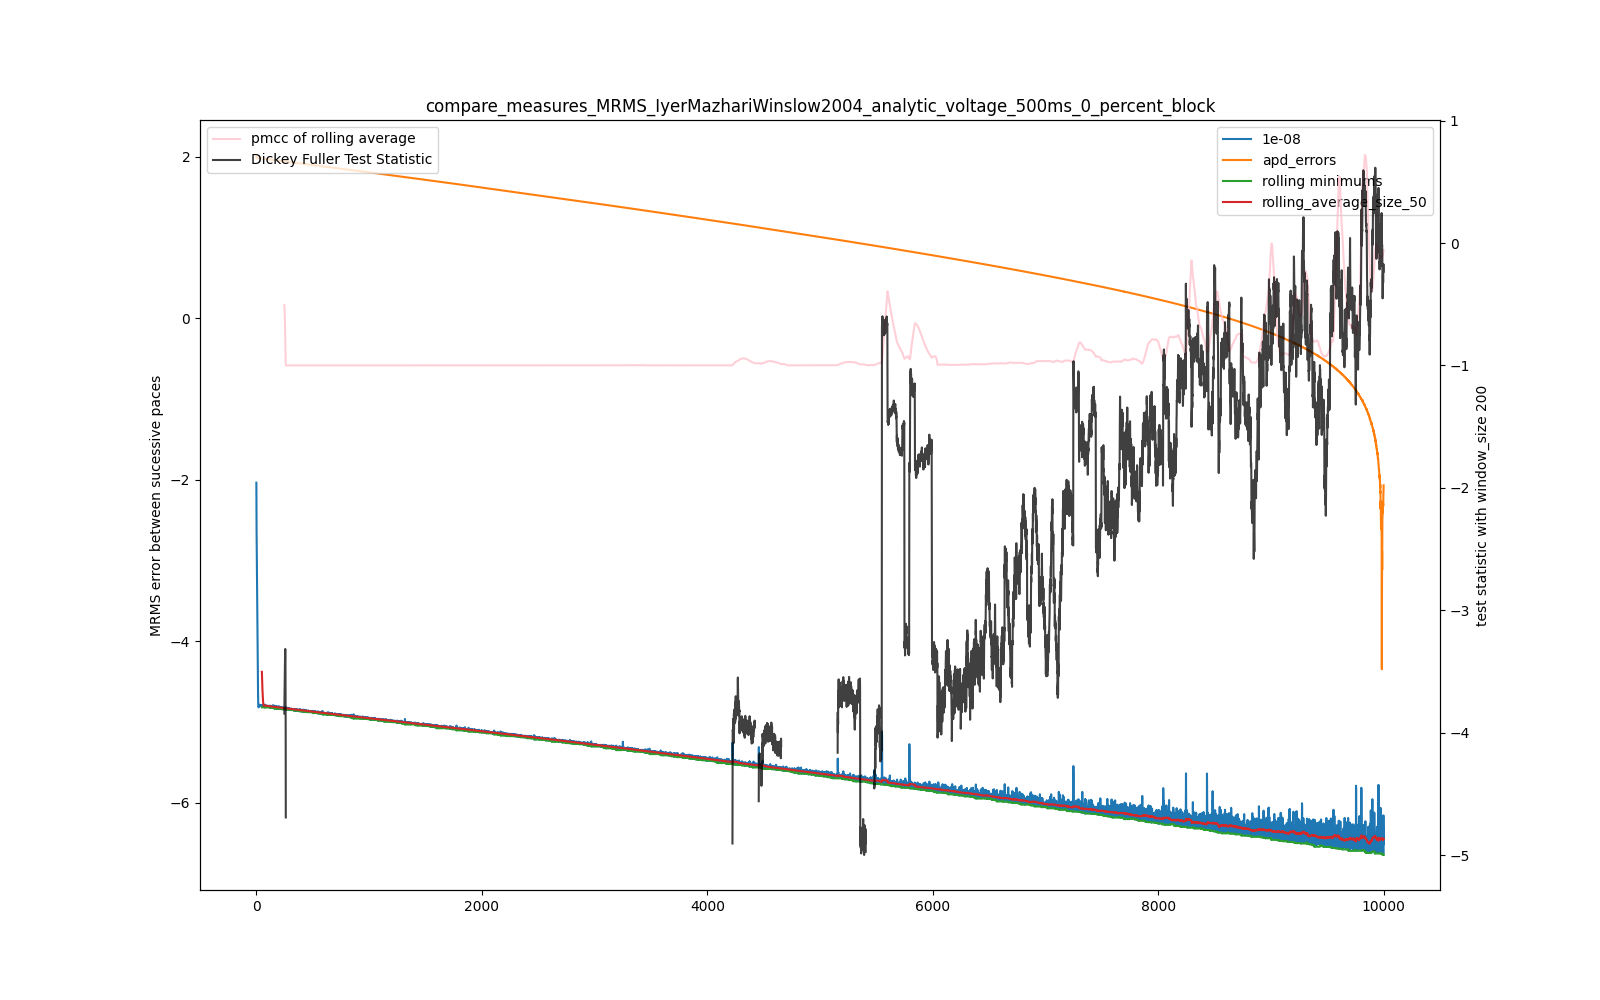 compare_measures_MRMS_IyerMazhariWinslow2004_analytic_voltage_500ms_0_percent_block
pmcc of rolling average
Dickey Fuller Test Statistic
1e-08
apd_errors
rolling minimums
rolling_average_size_50
MRMS error between sucessive paces
2
0
−2
−4
−6
1
0
−1
−2
−3
−4
−5
test statistic with window_size 200
0
2000
4000
6000
8000
10000